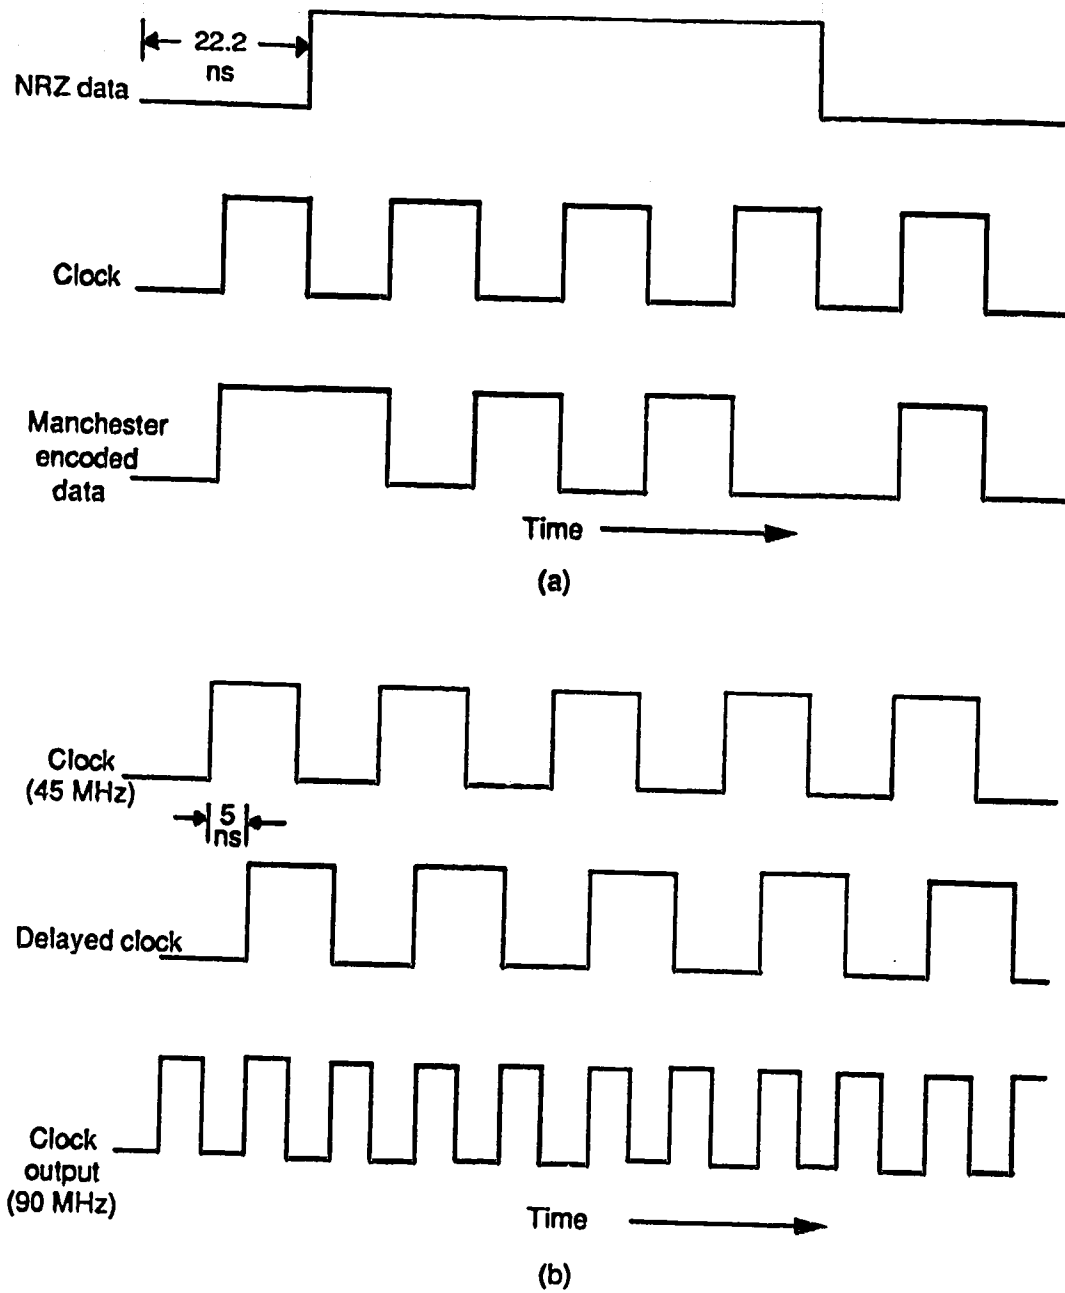 22.2
ns
NRZ data
Clock
Manchester
encoded
data
Time
(a)
Clock
(45 MHz)
5
ns
Delayed clock
Clock
output
(90 MHz)
Time
(b)